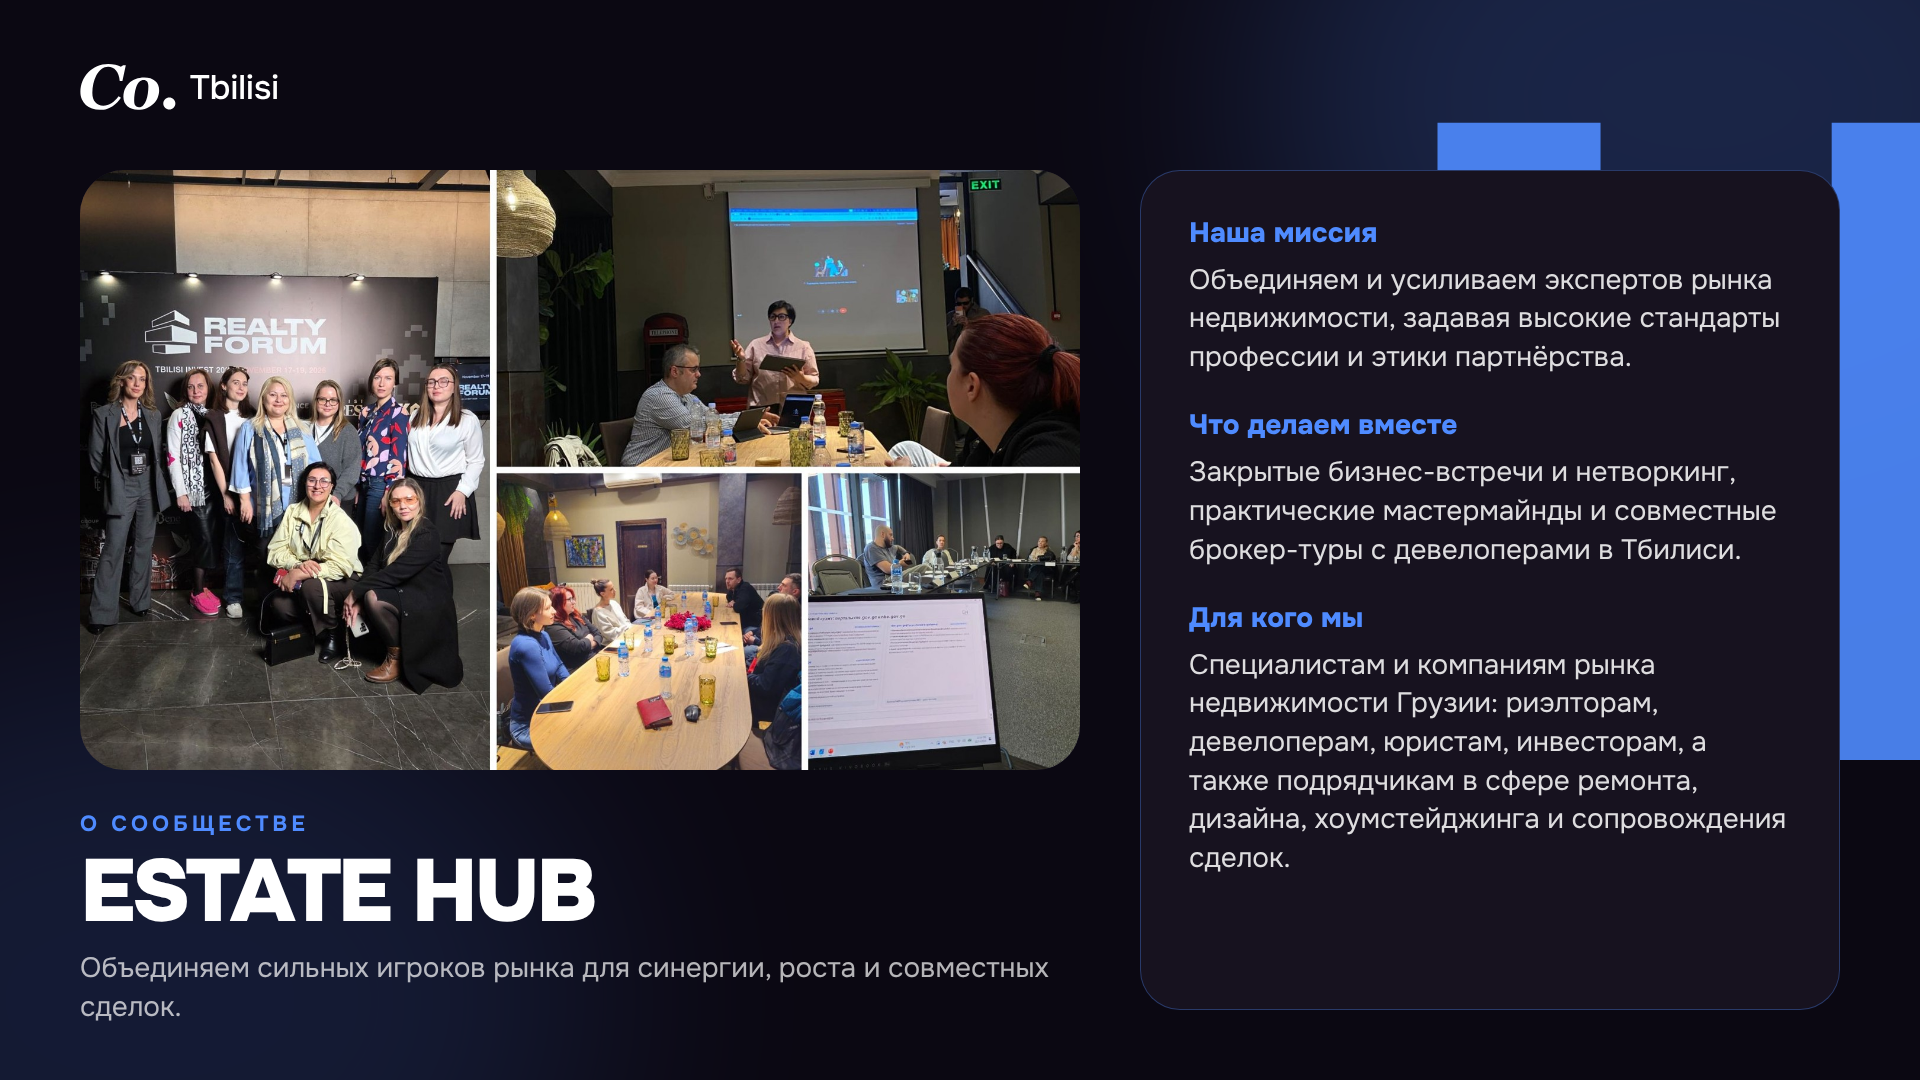 Co. Tbilisi
REALTY
FORUM
EXIT
О СООБЩЕСТВЕ
ESTATE HUB
Объединяем сильных игроков рынка для синергии, роста и совместных
сделок.
Наша миссия
Объединяем и усиливаем экспертов рынка
недвижимости, задавая высокие стандарты
профессии и этики партнёрства.
Что делаем вместе
Закрытые бизнес-встречи и нетворкинг,
практические мастермайнды и совместные
брокер-туры с девелоперами в Тбилиси.
Для кого мы
Специалистам и компаниям рынка
недвижимости Грузии: риэлторам,
девелоперам, юристам, инвесторам, а
также подрядчикам в сфере ремонта,
дизайна, хоумстейджинга и сопровождения
сделок.